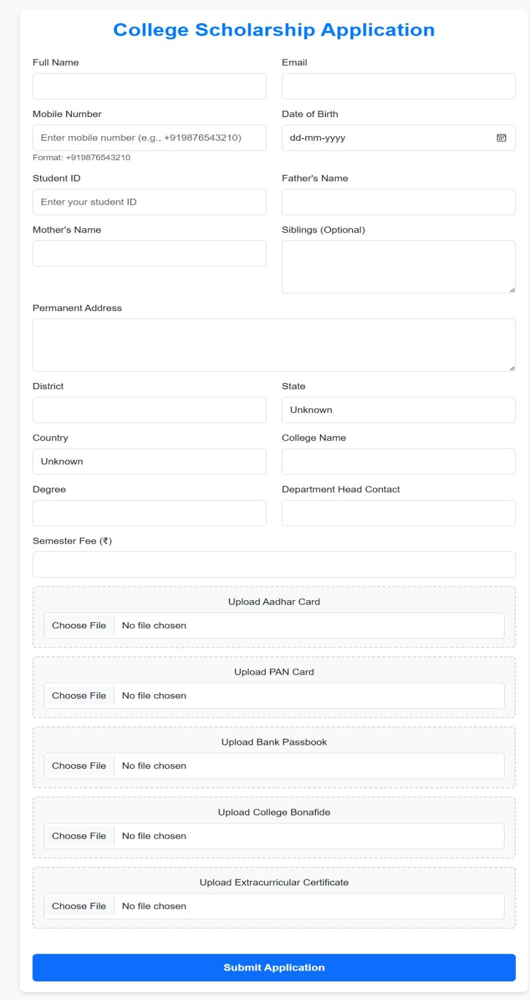 College Scholarship Application
Full Name
Email
Mobile Number
Date of Birth
Enter mobile number (e.g., +919876543210)
dd-mm-yyyy
Format: +919876543210
Student ID
Father's Name
Enter your student ID
Mother's Name
Siblings (Optional)
Permanent Address
District
State
Unknown
Country
College Name
Unknown
Degree
Department Head Contact
Semester Fee (₹)
Upload Aadhar Card
Choose File No file chosen
Upload PAN Card
Choose File No file chosen
Upload Bank Passbook
Choose File No file chosen
Upload College Bonafide
Choose File No file chosen
Upload Extracurricular Certificate
Choose File No file chosen
Submit Application